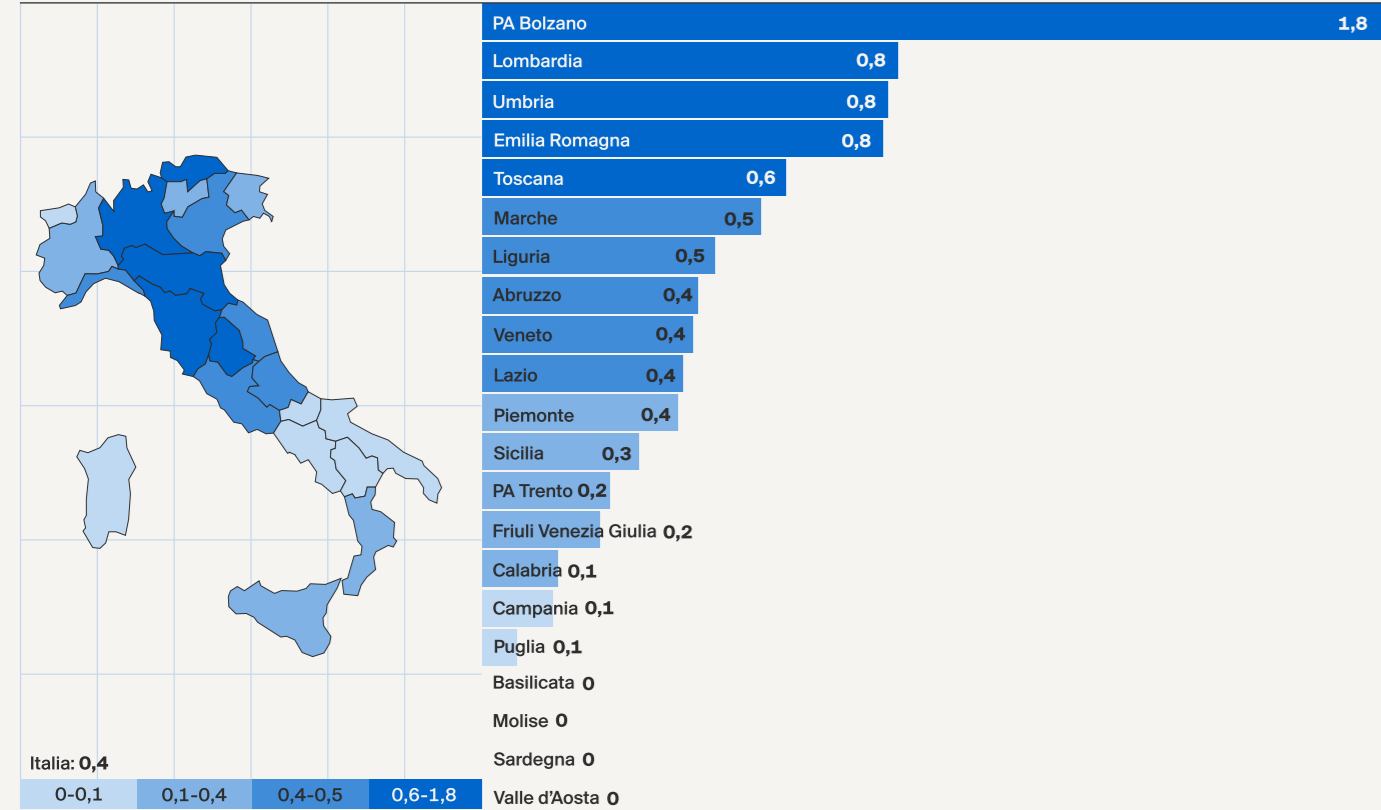 PA Bolzano 1,8
Lombardia 0,8
Umbria 0,8
Emilia Romagna 0,8
Toscana 0,6
Marche 0,5
Liguria 0,5
Abruzzo 0,4
Veneto 0,4
Lazio 0,4
Piemonte 0,4
Sicilia 0,3
PA Trento 0,2
Friuli Venezia Giulia 0,2
Calabria 0,1
Campania 0,1
Puglia 0,1
Basilicata 0
Molise 0
Sardegna 0
Valle d'Aosta 0
Italia: 0,4
0-0,1 0,1-0,4 0,4-0,5 0,6-1,8